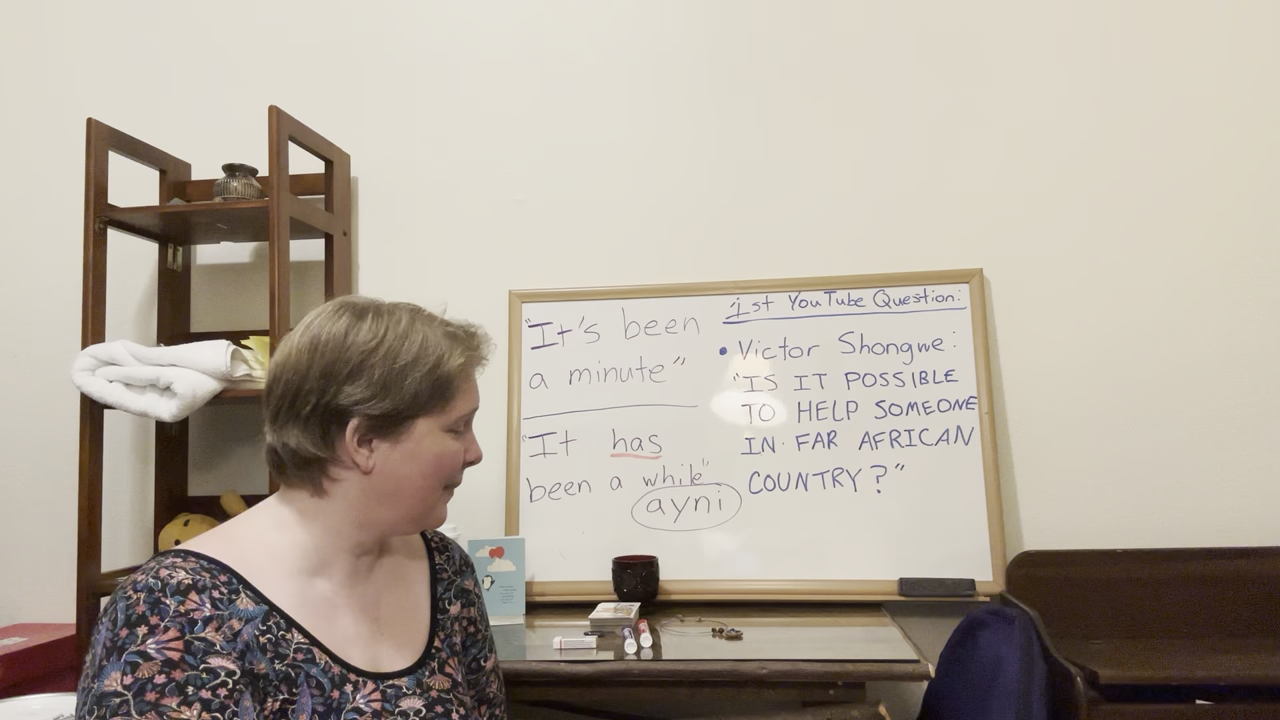 "It's been
a minute"
"It has
been a while"
ayni
1st YouTube Question:
• Victor Shongwe:
"IS IT POSSIBLE
TO HELP SOMEONE
IN FAR AFRICAN
COUNTRY?"